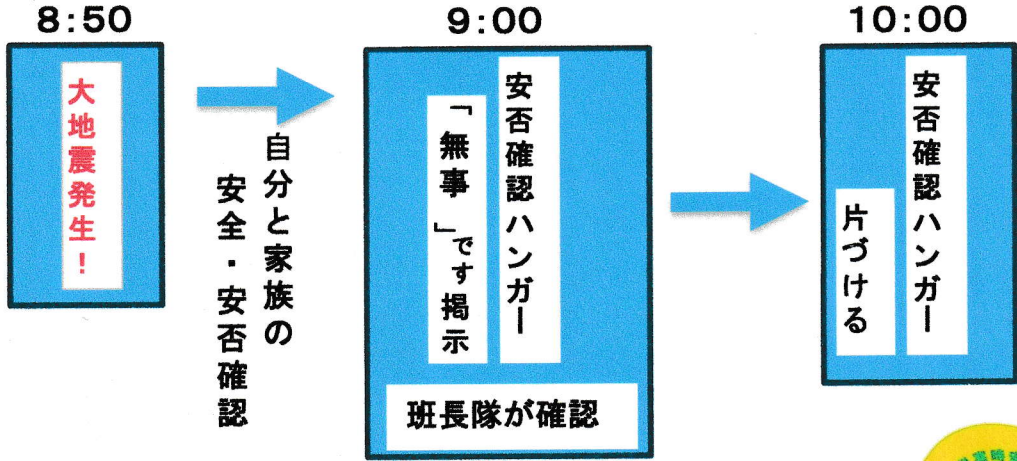 8:50
大地震発生！
自分と家族の
安全・安否確認
9:00
安否確認ハンガー
「無事」です掲示
班長隊が確認
10:00
安否確認ハンガー
片づける